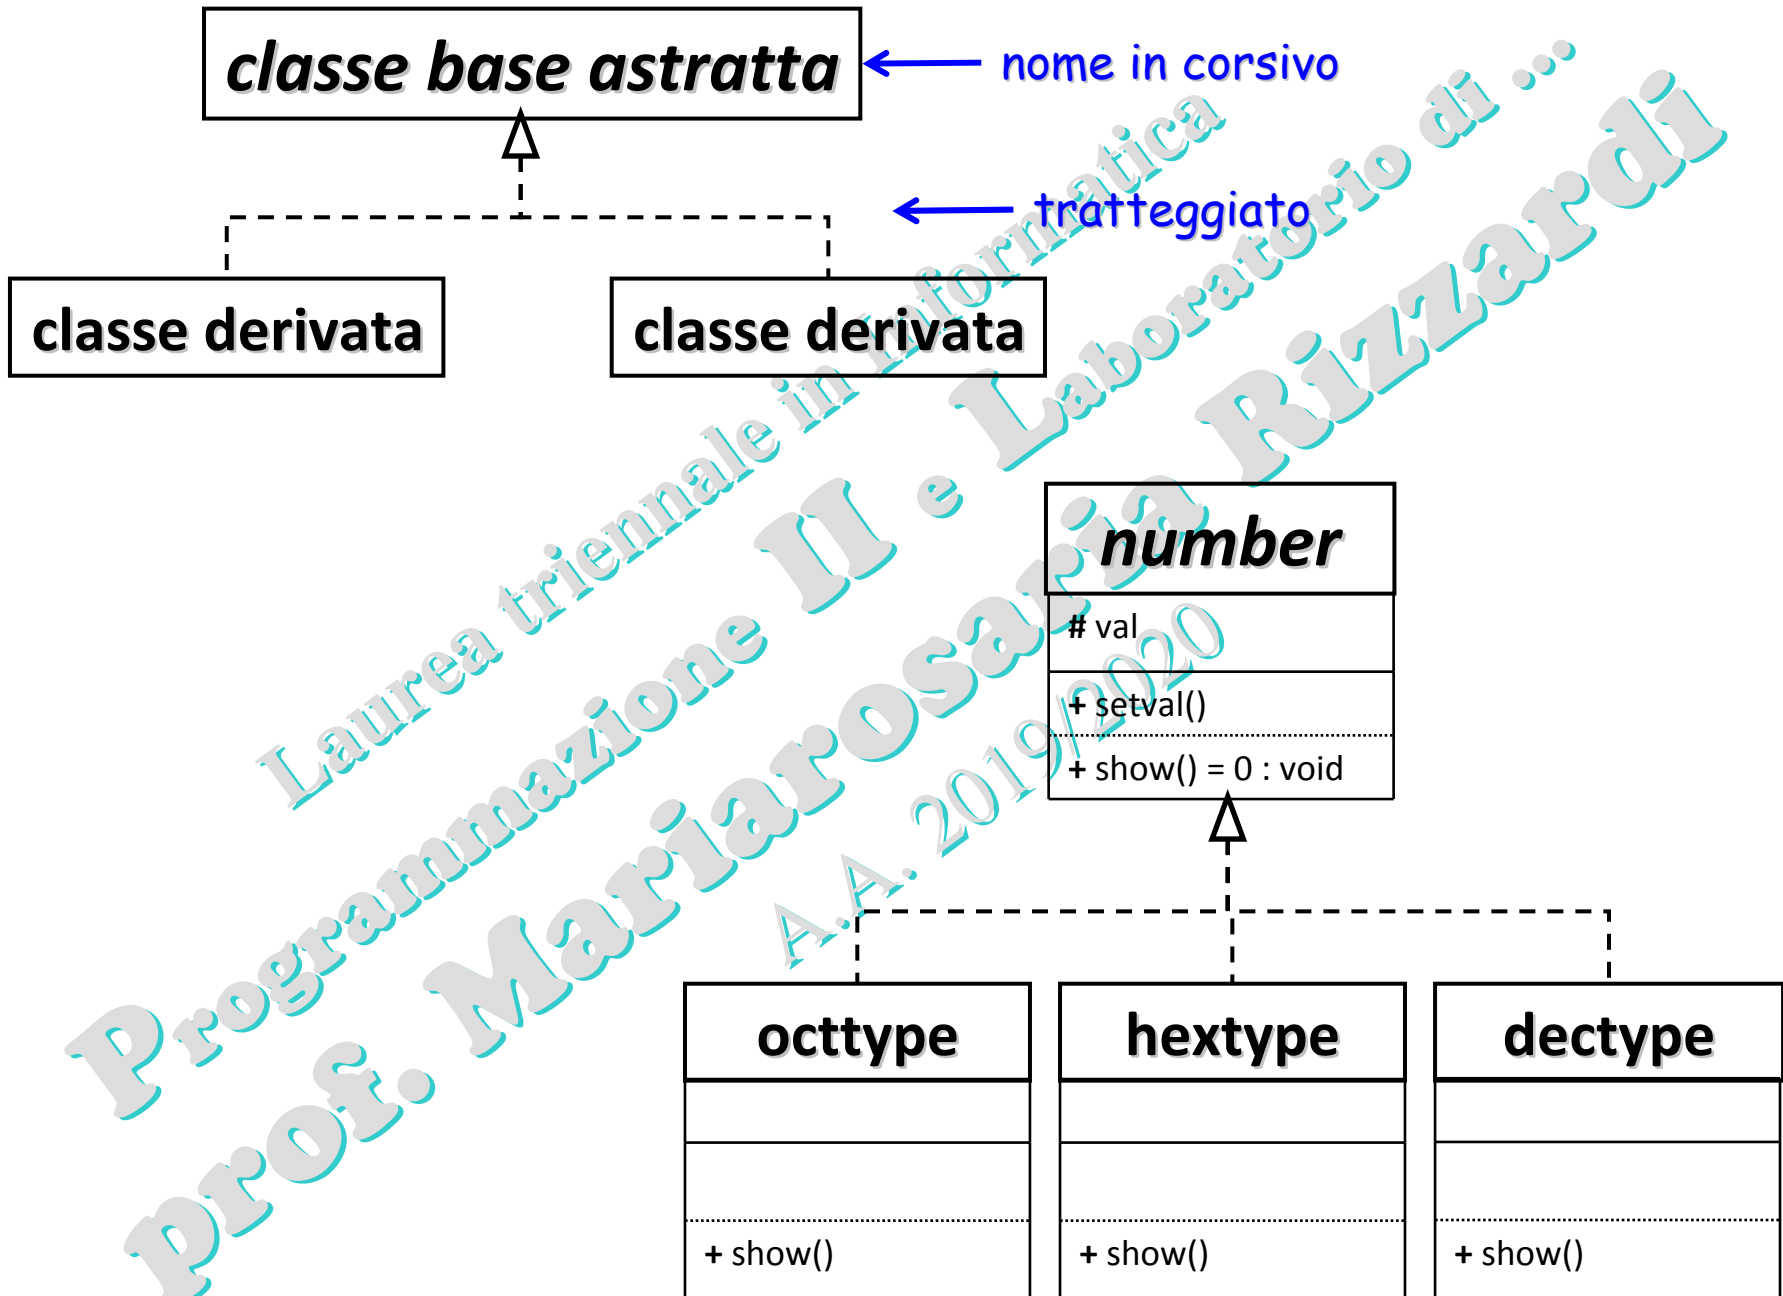 classe base astratta
nome in corsivo
tratteggiato
classe derivata
classe derivata
number
# val
+ setval()
+ show() = 0 : void
octtype
hextype
dectype
+ show()
+ show()
+ show()
Laurea triennale in Informatica
Programmazione II e Laboratorio di ...
prof. Mariarosaria Rizzardi
A.A. 2019/2020